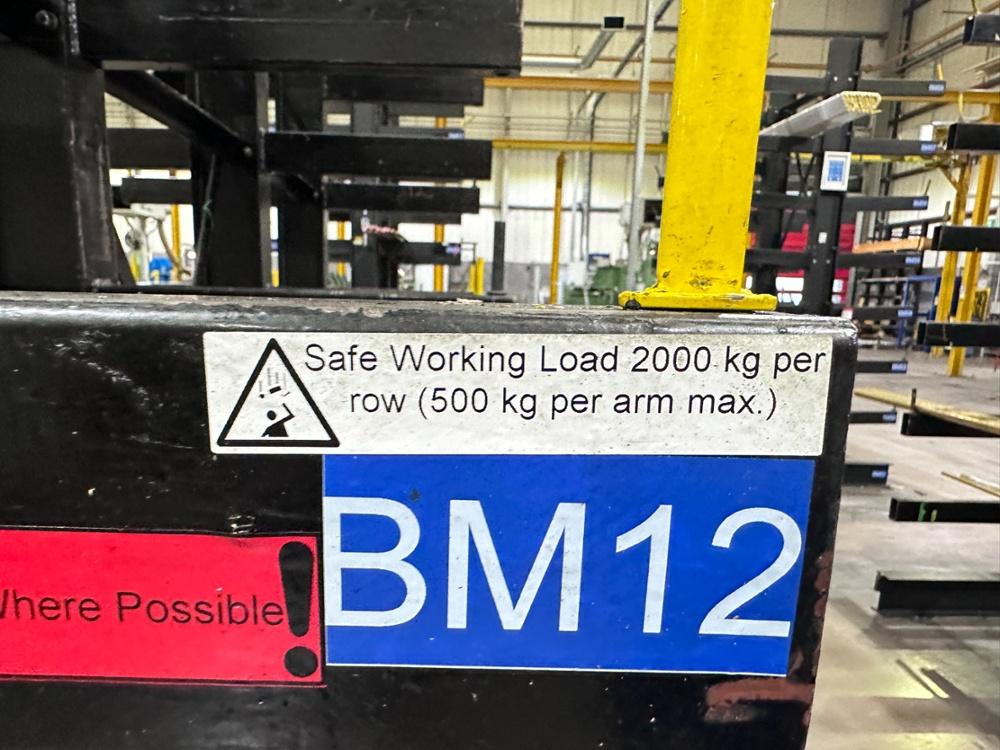 Safe Working Load 2000 kg per
row (500 kg per arm max.)
BM12
Where Possible!